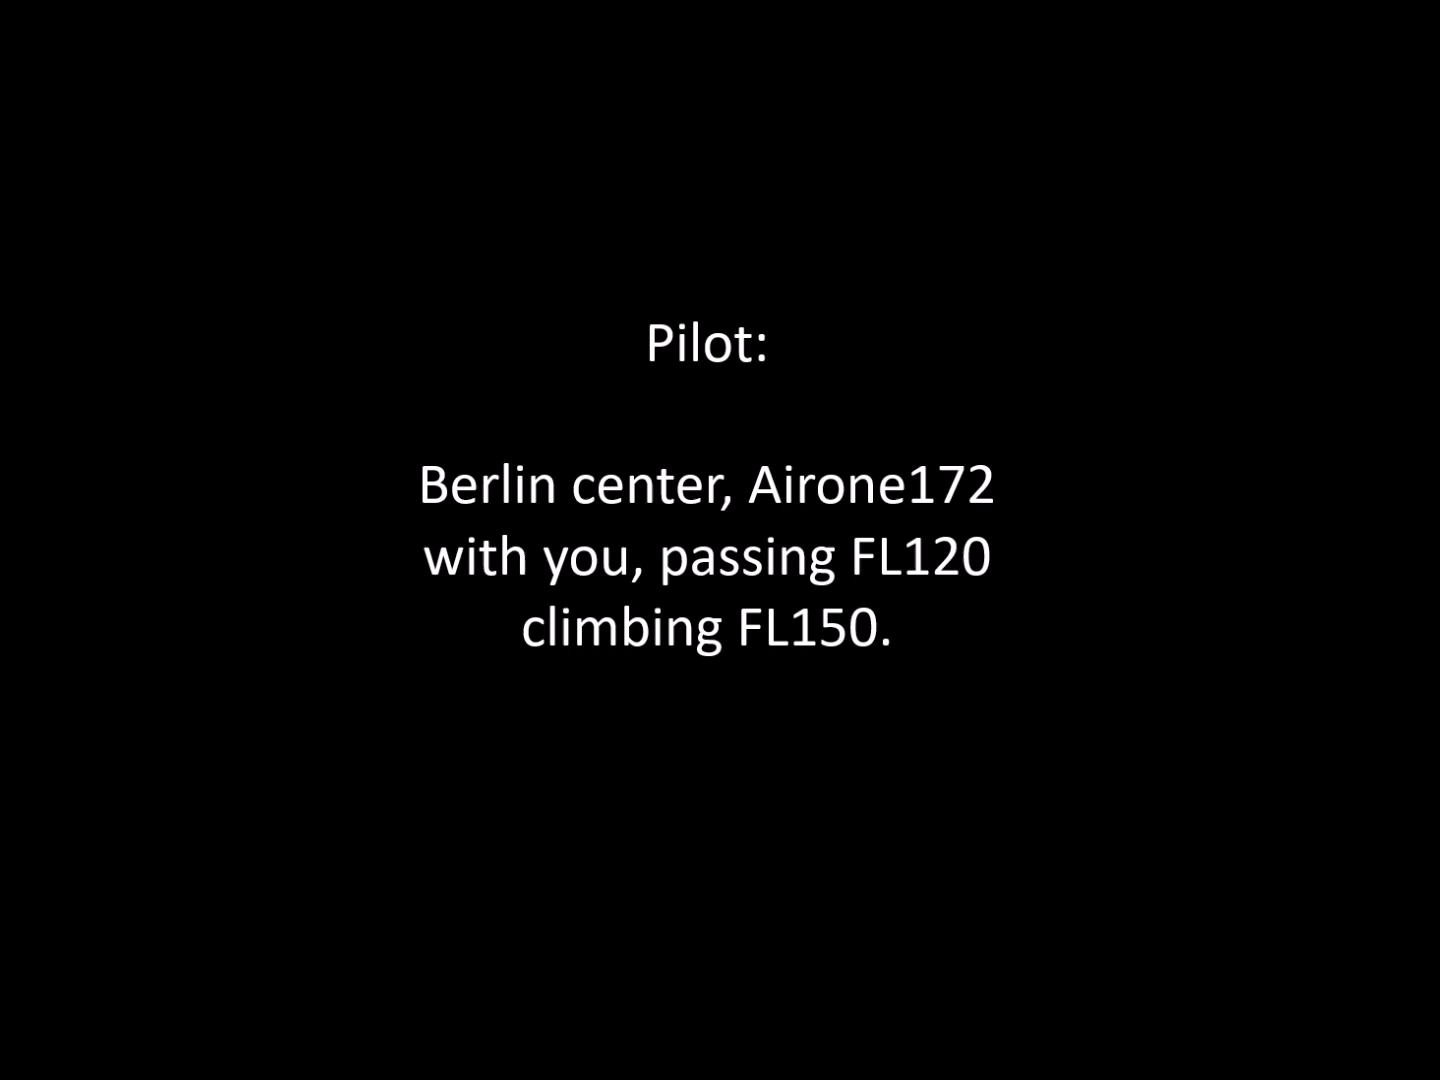 Pilot:
Berlin center, Airone172
with you, passing FL120
climbing FL150.